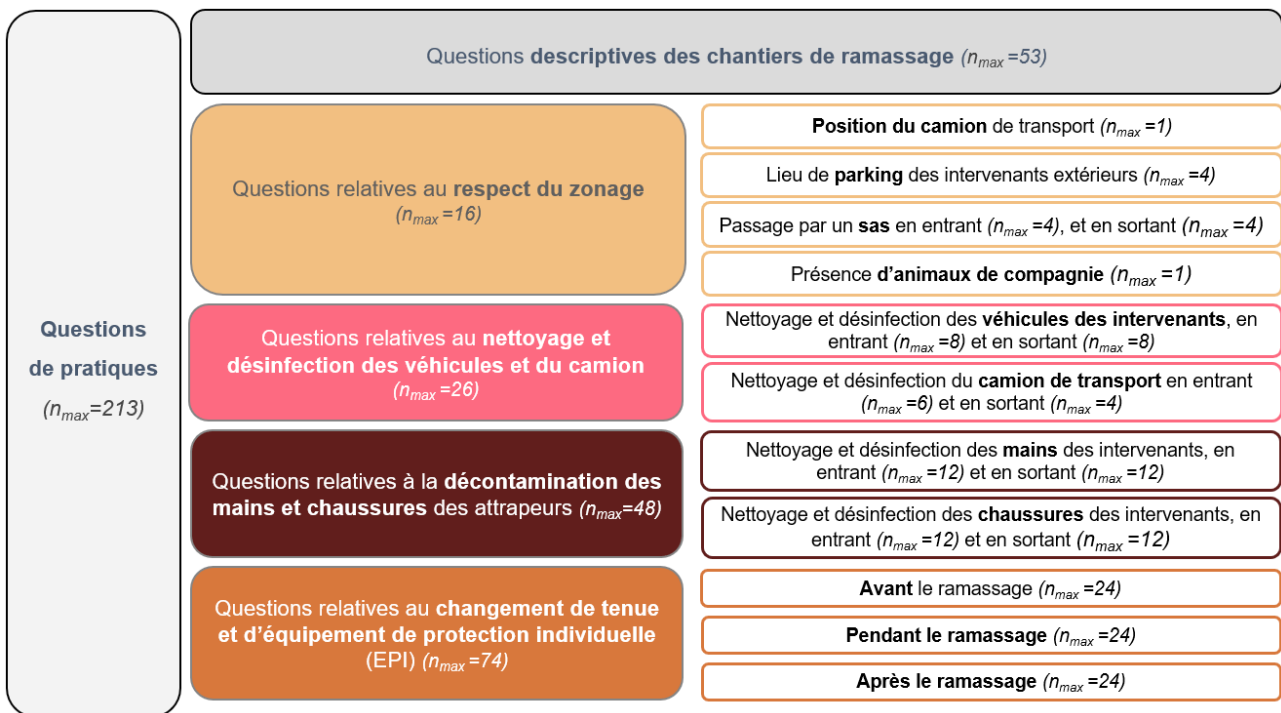 Questions
de pratiques
(nmax=213)
Questions descriptives des chantiers de ramassage (nmax =53)
Questions relatives au respect du zonage
(nmax =16)
Position du camion de transport (nmax =1)
Lieu de parking des intervenants extérieurs (nmax =4)
Passage par un sas en entrant (nmax =4), et en sortant (nmax =4)
Présence d'animaux de compagnie (nmax =1)
Questions relatives au nettoyage et
désinfection des véhicules et du camion
(nmax =26)
Nettoyage et désinfection des véhicules des intervenants, en
entrant (nmax =8) et en sortant (nmax =8)
Nettoyage et désinfection du camion de transport en entrant
(nmax =6) et en sortant (nmax =4)
Questions relatives à la décontamination des
mains et chaussures des attrapeurs (nmax=48)
Nettoyage et désinfection des mains des intervenants, en
entrant (nmax =12) et en sortant (nmax =12)
Nettoyage et désinfection des chaussures des intervenants, en
entrant (nmax =12) et en sortant (nmax =12)
Questions relatives au changement de tenue
et d'équipement de protection individuelle
(EPI) (nmax =74)
Avant le ramassage (nmax =24)
Pendant le ramassage (nmax =24)
Après le ramassage (nmax =24)